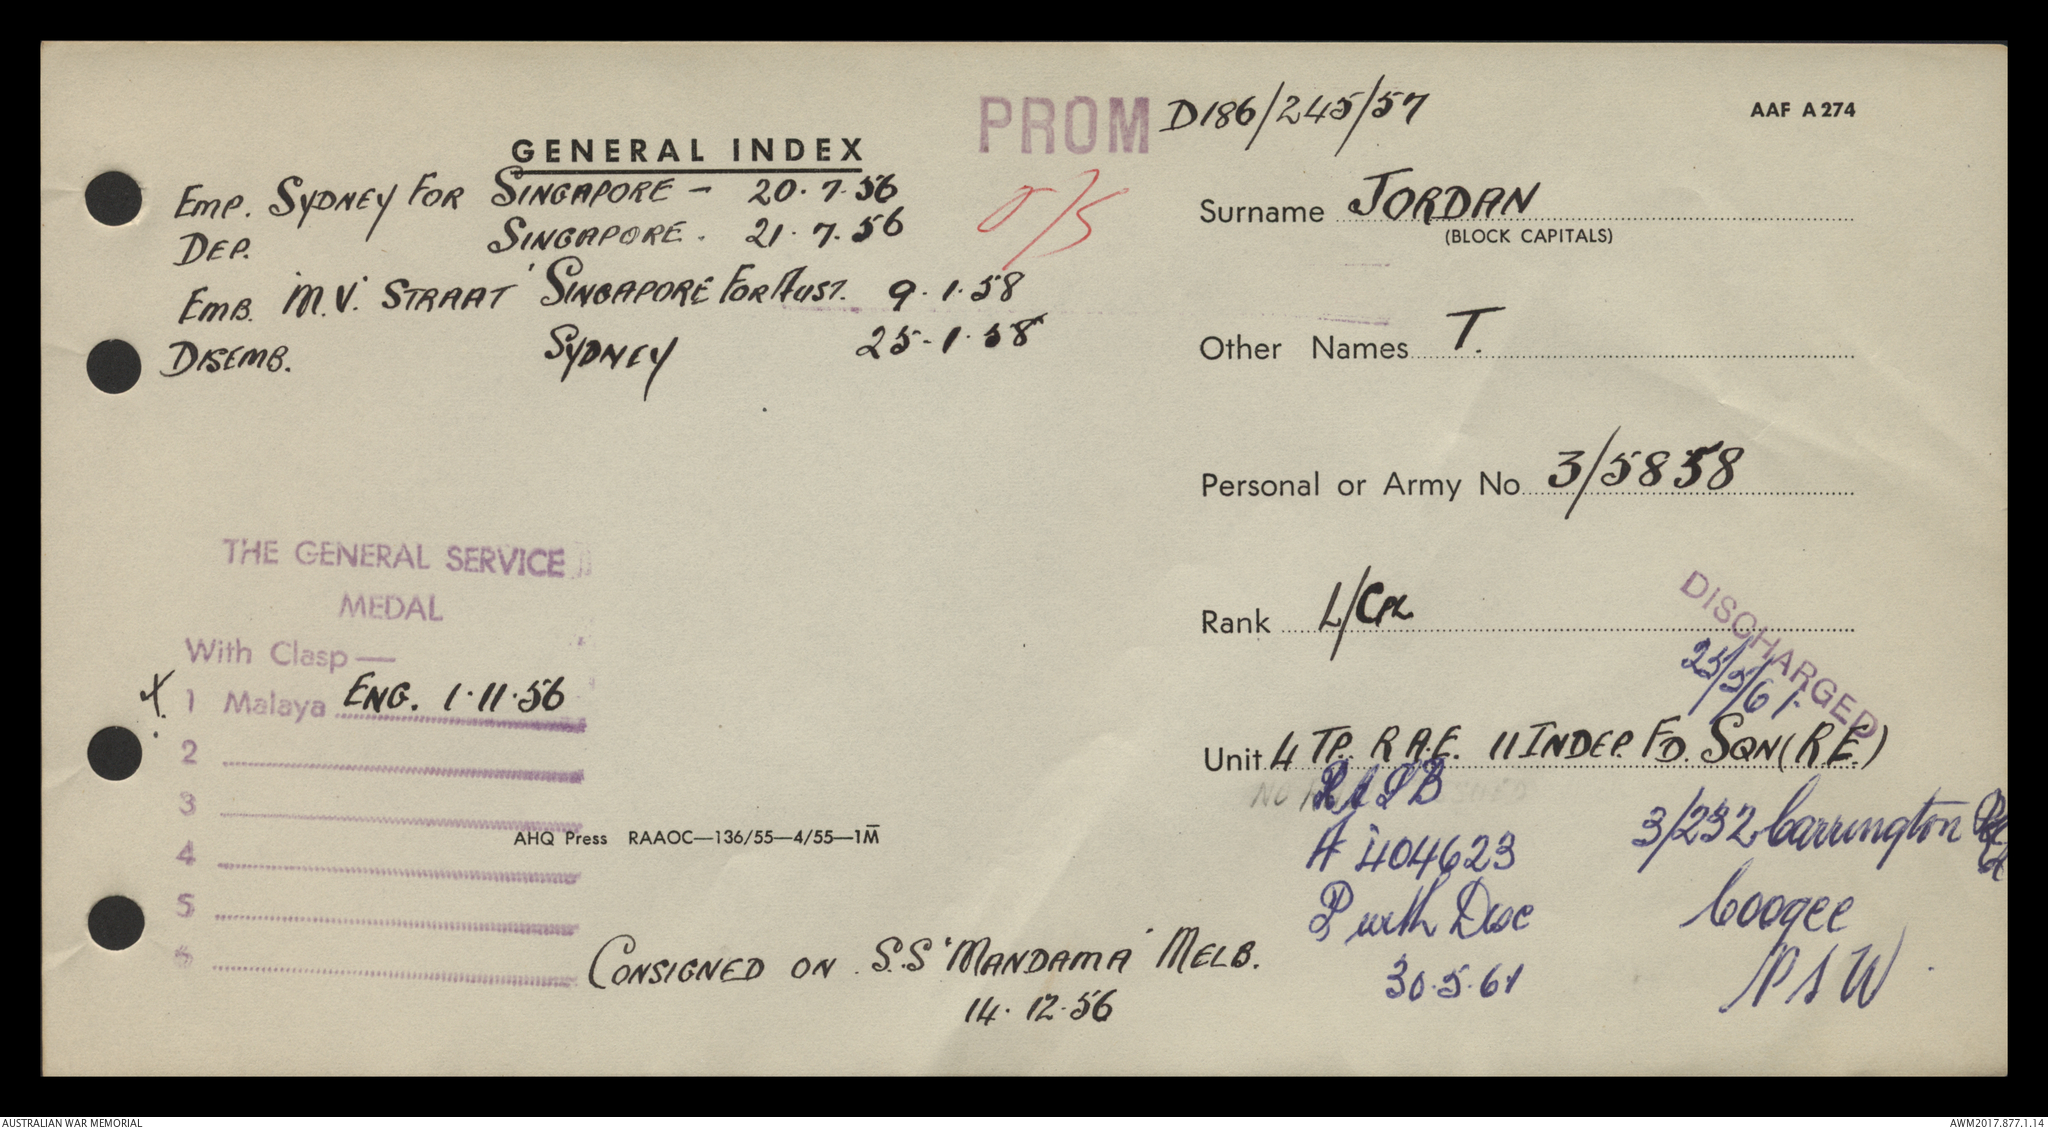 PROM D186/245/57
AAF A 274
GENERAL INDEX
Emp. SYDNEY FOR SINGAPORE - 20.7.56
DEP. SINGAPORE. 21.7.56
EMB. 'M.V. STRAAT' SINGAPORE FOR AUST. 9.1.58
DISEMB. SYDNEY 25-1.58
Surname JORDAN
(BLOCK CAPITALS)
Other Names T.
Personal or Army No 3/5858
Rank L/CPL
DISCHARGED
23/5/61
Unit 4 TP. R.A.E. 11 INDEP. FD. SQN (R.E.)
THE GENERAL SERVICE
MEDAL
With Clasp—
1 Malaya ENG. 1.11.56
2
3
4
5
6
AHQ Press RAAOC—136/55—4/55—1M
CONSIGNED ON S.S 'MANDAMA' MELB.
14.12.56
A 404623
P with Disc
30.5.61
3/232 Carrington Rd
Coogee
NSW
AUSTRALIAN WAR MEMORIAL
AWM2017.877.1.14